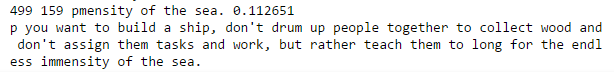 499 159 pmensity of the sea. 0.112651
p you want to build a ship, don't drum up people together to collect wood and
 don't assign them tasks and work, but rather teach them to long for the endl
ess immensity of the sea.